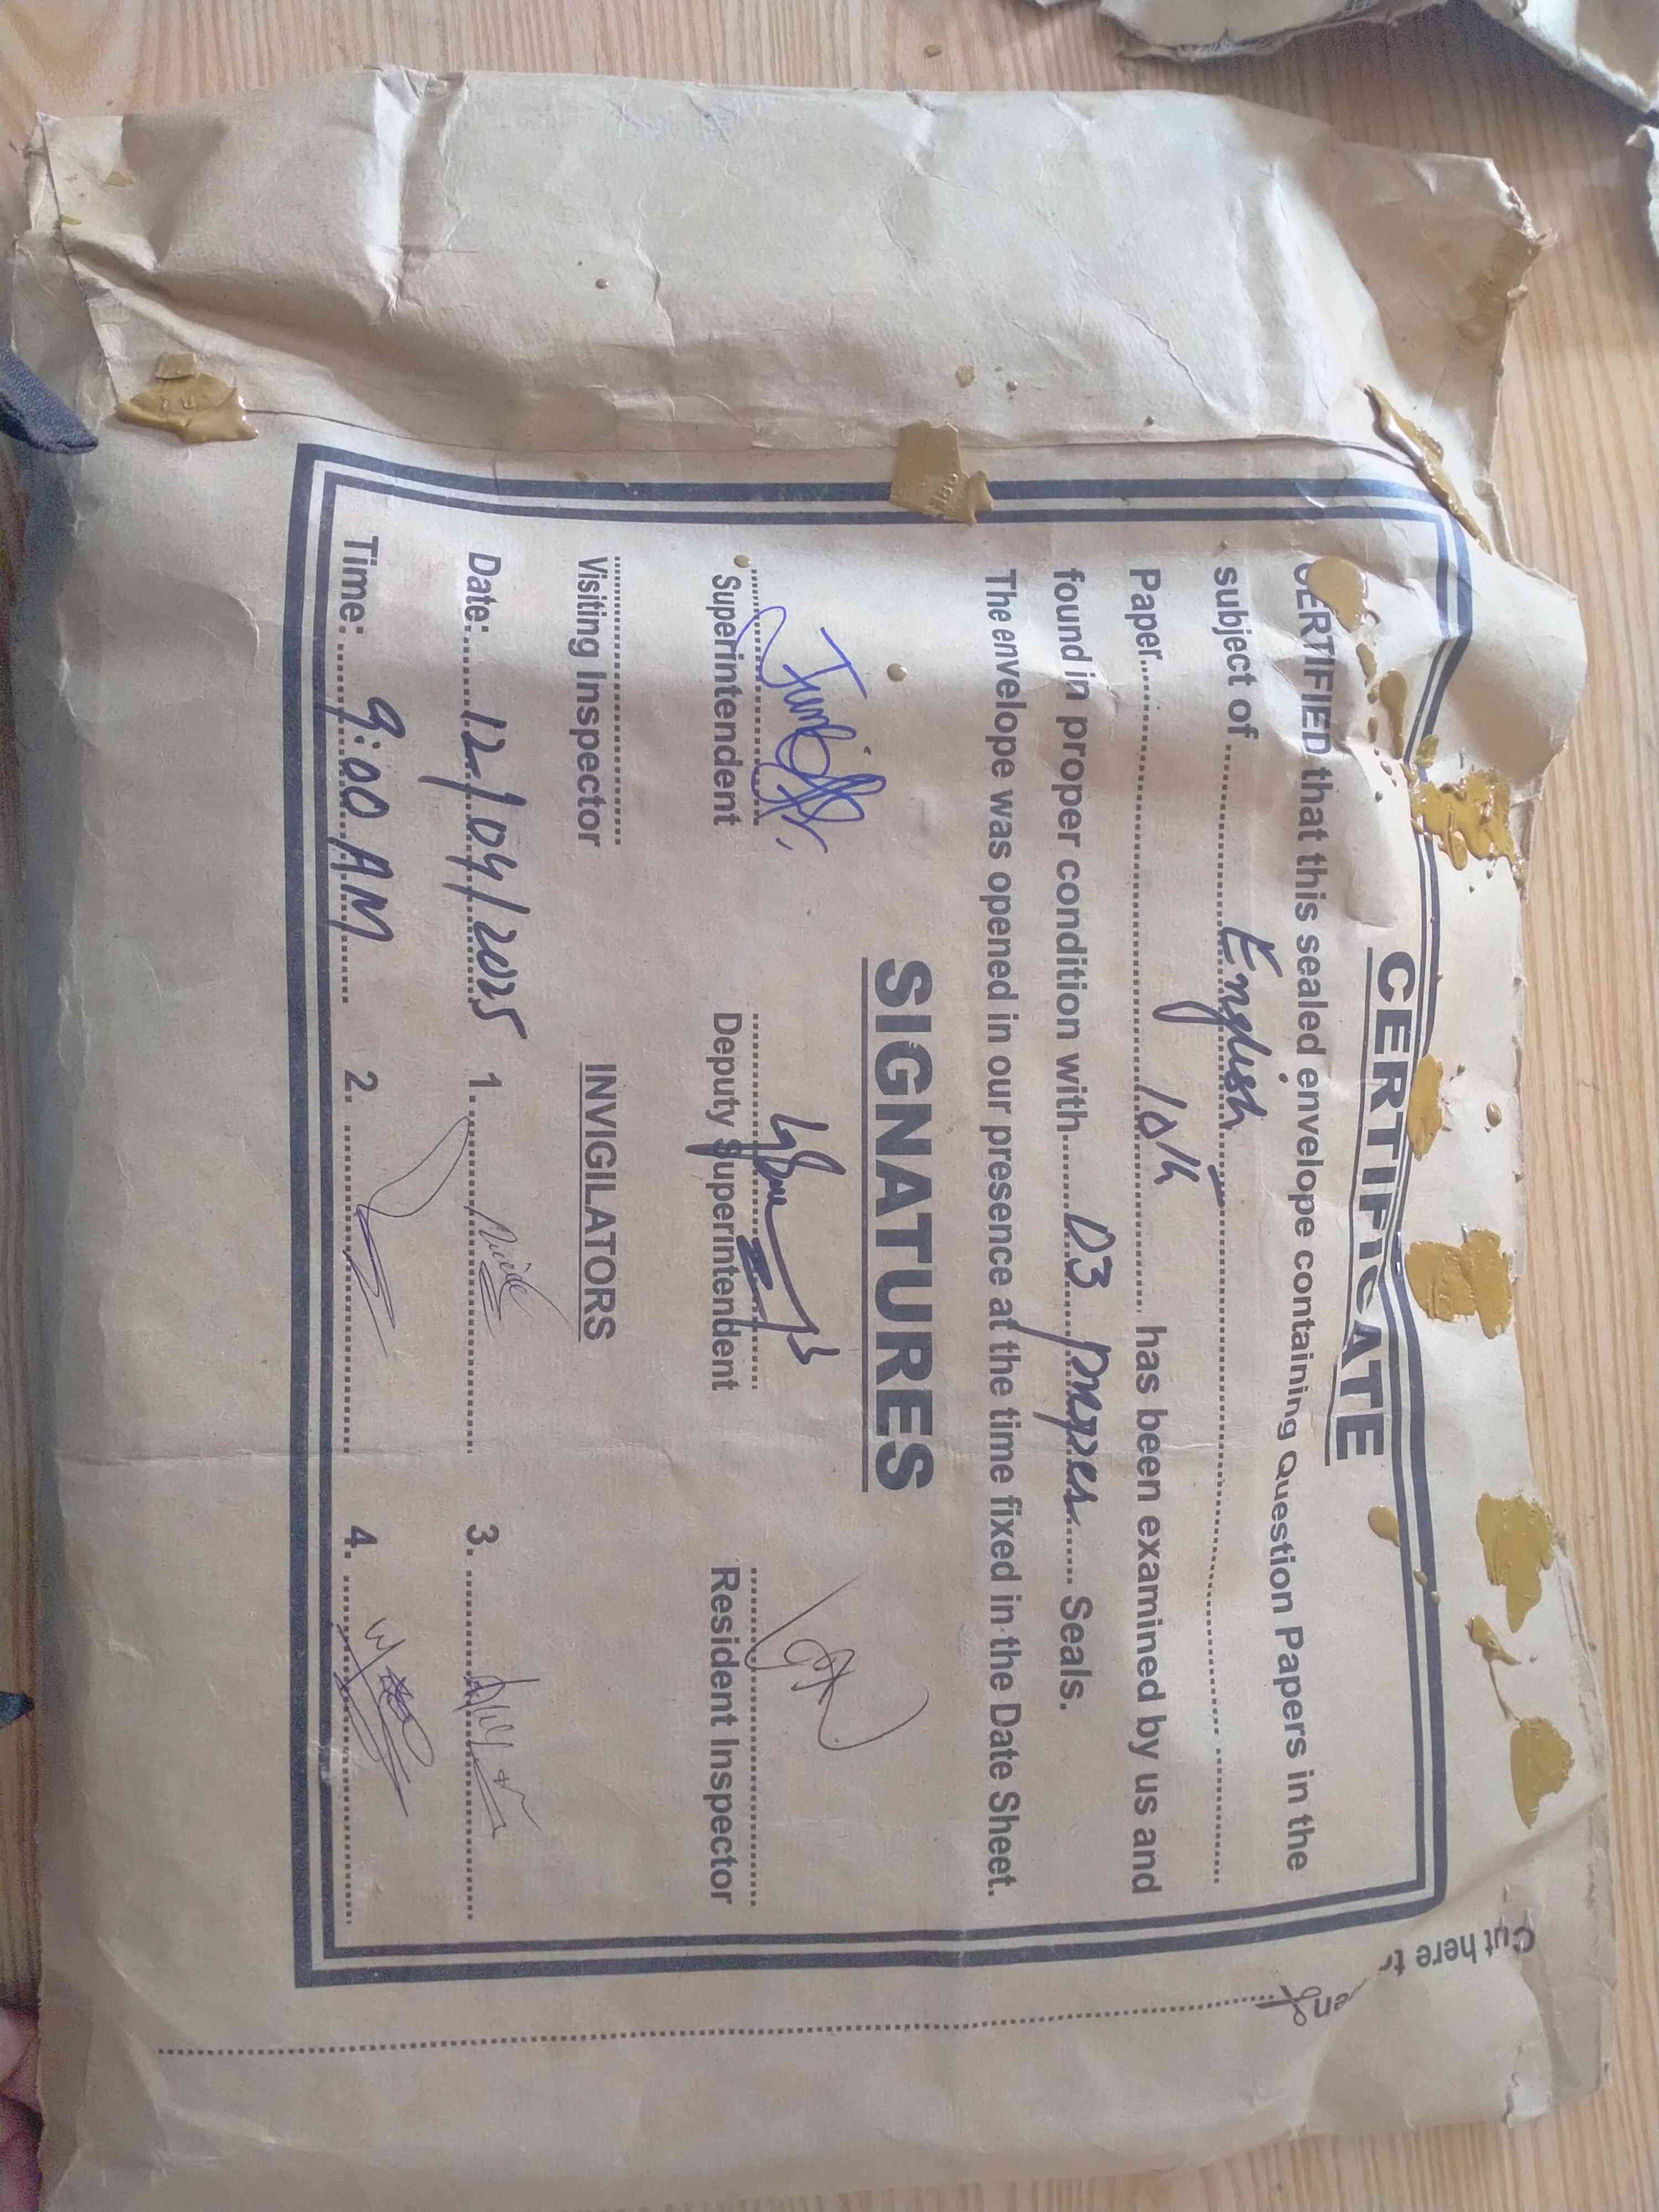 CERTIFICATE
CERTIFIED that this sealed envelope containing Question Papers in the
subject of English
Paper 10th has been examined by us and
found in proper condition with 03 Seals.
The envelope was opened in our presence at the time fixed in the Date Sheet.
SIGNATURES
Superintendent Deputy Superintendent Resident Inspector
Visiting Inspector INVIGILATORS
Date: 12/04/2025 1. 3.
Time: 9:00 AM 2. 4.
Cut here